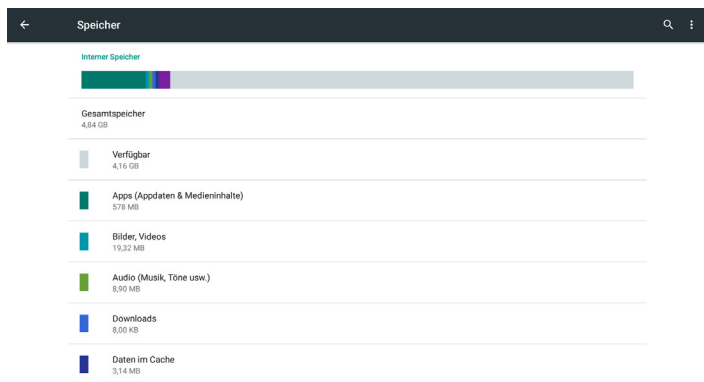 Speicher
Interner Speicher
Gesamtspeicher
4,84 GB
Verfügbar
4,16 GB
Apps (Appdaten & Medieninhalte)
578 MB
Bilder, Videos
19,32 MB
Audio (Musik, Töne usw.)
8,90 MB
Downloads
8,00 KB
Daten im Cache
3,14 MB